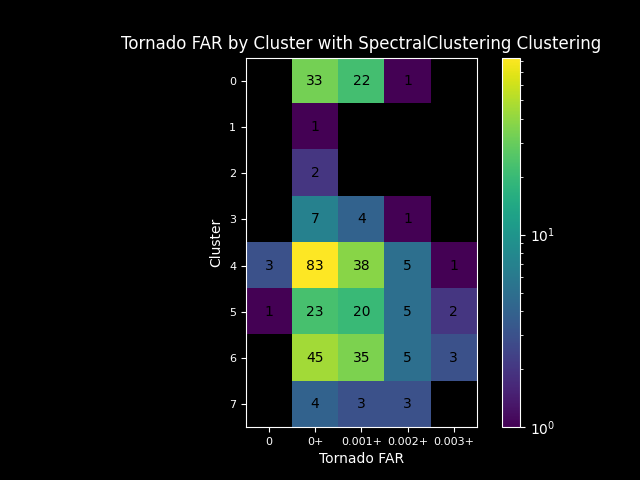 Tornado FAR by Cluster with SpectralClustering Clustering
0 33 22 1
1 1
2 2
3 7 4 1
4 3 83 38 5 1
5 1 23 20 5 2
6 45 35 5 3
7 4 3 3
0 0+ 0.001+ 0.002+ 0.003+
Tornado FAR
Cluster
10¹
10⁰